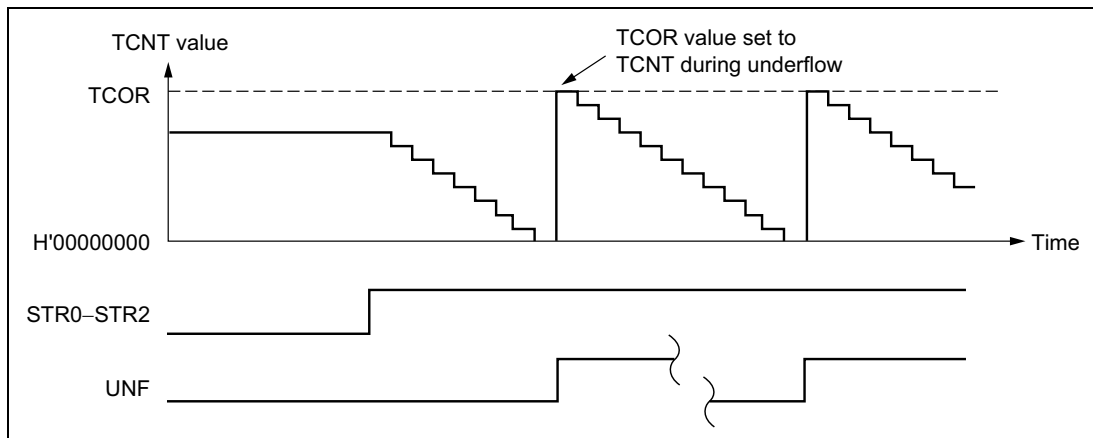 TCNT value
TCOR value set to
TCNT during underflow
TCOR
H'00000000
Time
STR0–STR2
UNF